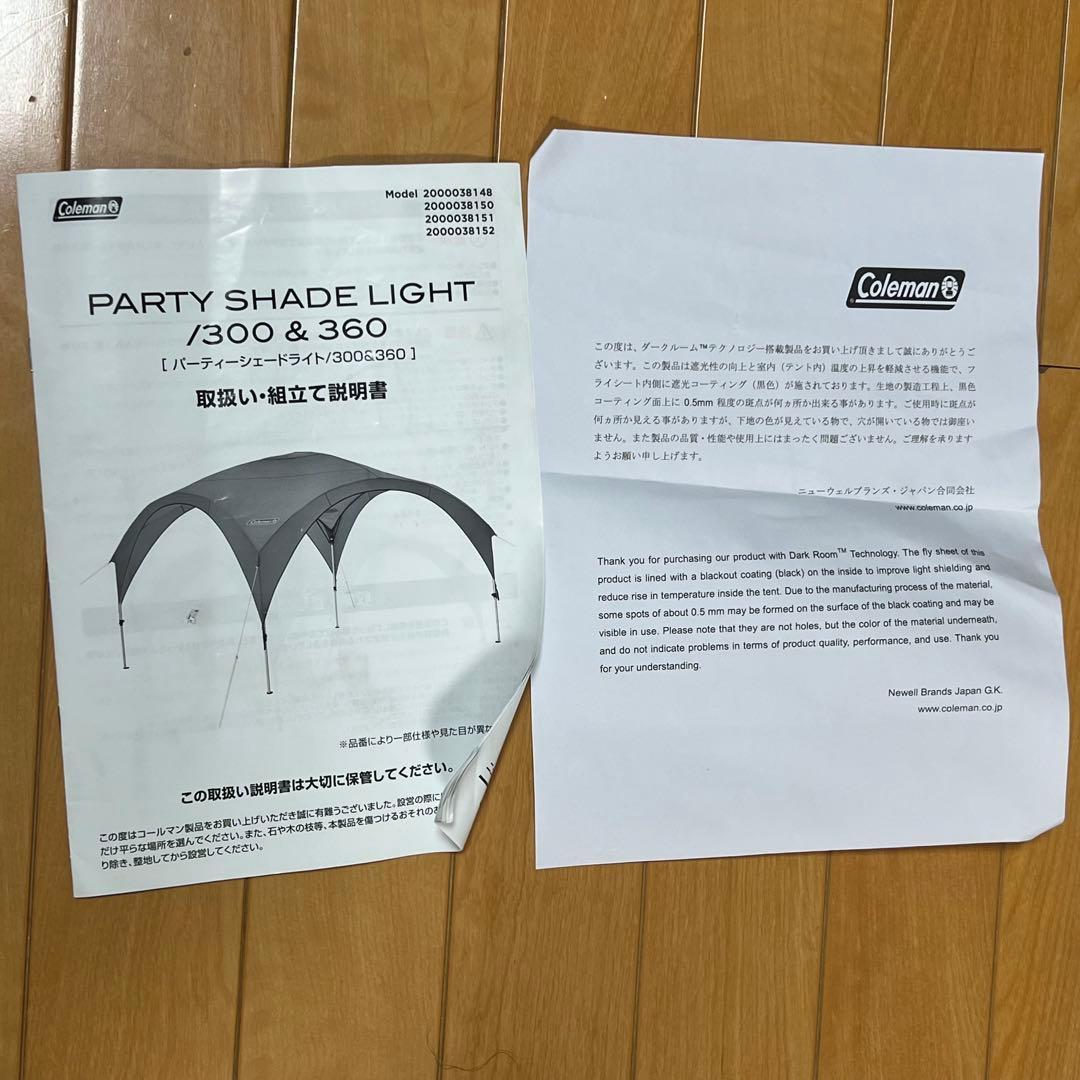 Coleman
Model 2000038148
2000038150
2000038151
2000038152
PARTY SHADE LIGHT
/300 & 360
[ パーティーシェードライト/300&360 ]
取扱い・組立て説明書
Coleman
※品番により一部仕様や見た目が異な
この取扱い説明書は大切に保管してください。
この度はコールマン製品をお買い上げいただき誠に有難うございました。設営の際に
だけ平らな場所を選んでください。また、石や木の枝等、本製品を傷つけるおそれのあ
り除き、整地してから設営してください。
Coleman
この度は、ダークルーム™テクノロジー搭載製品をお買い上げ頂きまして誠にありがとうご
ざいます。この製品は遮光性の向上と室内（テント内）温度の上昇を軽減させる機能で、フ
ライシート内側に遮光コーティング（黒色）が施されております。生地の製造工程上、黒色
コーティング面上に 0.5mm 程度の斑点が何ヵ所か出来る事があります。ご使用時に斑点が
何ヵ所か見える事がありますが、下地の色が見えている物で、穴が開いている物では御座い
ません。また製品の品質・性能や使用上にはまったく問題ございません。ご理解を承ります
ようお願い申し上げます。
ニューウェルブランズ・ジャパン合同会社
www.coleman.co.jp
Thank you for purchasing our product with Dark Room™ Technology. The fly sheet of this
product is lined with a blackout coating (black) on the inside to improve light shielding and
reduce rise in temperature inside the tent. Due to the manufacturing process of the material,
some spots of about 0.5 mm may be formed on the surface of the black coating and may be
visible in use. Please note that they are not holes, but the color of the material underneath,
and do not indicate problems in terms of product quality, performance, and use. Thank you
for your understanding.
Newell Brands Japan G.K.
www.coleman.co.jp